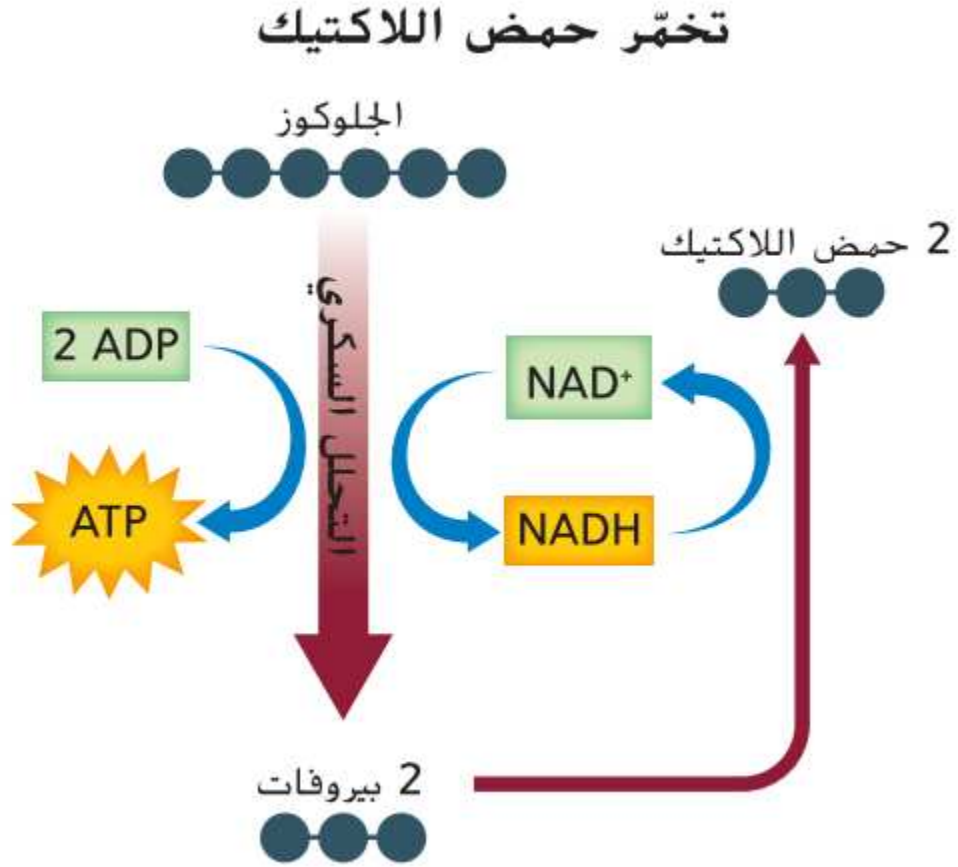 تخمّر حمض اللاكتيك
الجلوكوز
2 حمض اللاكتيك
التحلل السكري
2 ADP
NAD⁺
ATP
NADH
2 بيروفات